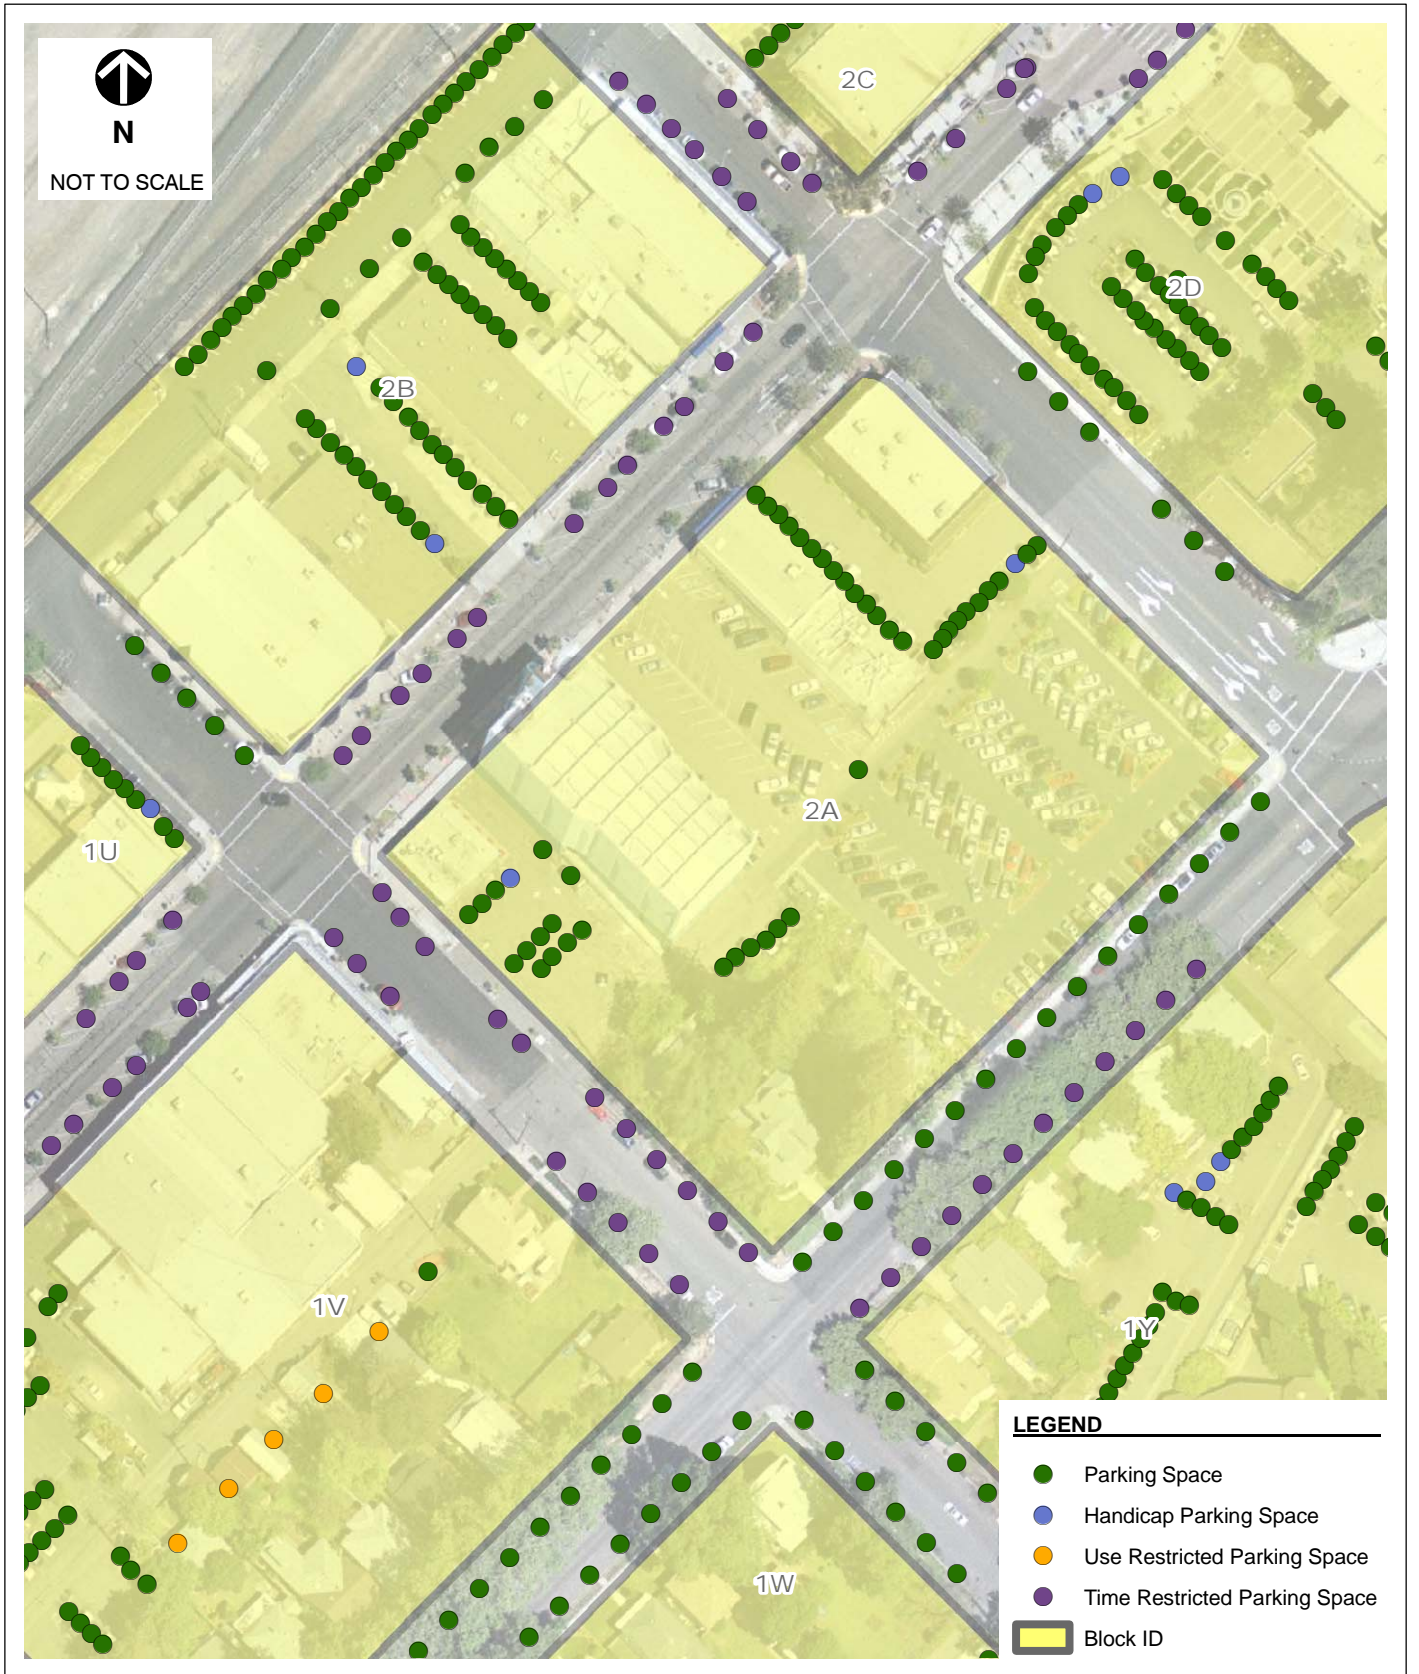 N
NOT TO SCALE
2C
2D
2B
2A
1U
1V
1Y
1W
LEGEND
Parking Space
Handicap Parking Space
Use Restricted Parking Space
Time Restricted Parking Space
Block ID